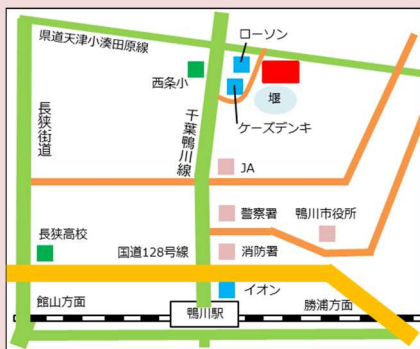 ローソン
県道天津小湊田原線
西条小
堰
ケーズデンキ
長狭街道
千葉鴨川線
JA
警察署
鴨川市役所
長狭高校
国道128号線
消防署
イオン
館山方面
鴨川駅
勝浦方面